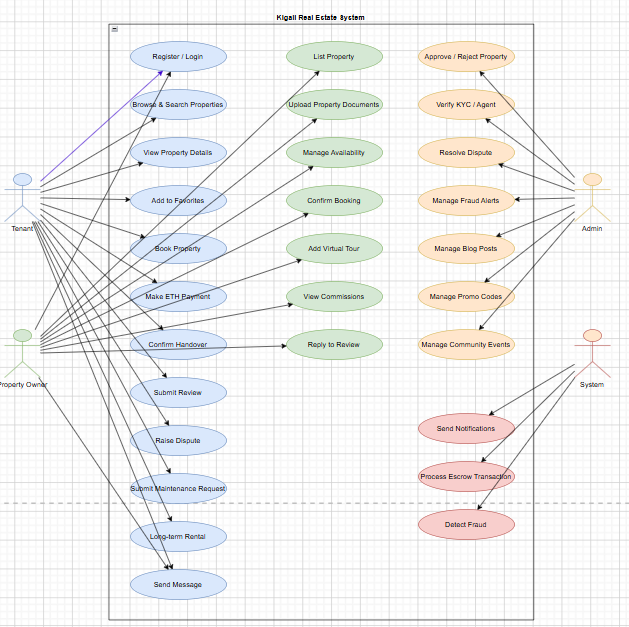 Kigali Real Estate System
Register / Login
List Property
Approve / Reject Property
Browse & Search Properties
Upload Property Documents
Verify KYC / Agent
View Property Details
Manage Availability
Resolve Dispute
Add to Favorites
Confirm Booking
Manage Fraud Alerts
Tenant
Admin
Book Property
Add Virtual Tour
Manage Blog Posts
Make ETH Payment
View Commissions
Manage Promo Codes
Confirm Handover
Reply to Review
Manage Community Events
Property Owner
System
Submit Review
Send Notifications
Raise Dispute
Process Escrow Transaction
Submit Maintenance Request
Detect Fraud
Long-term Rental
Send Message